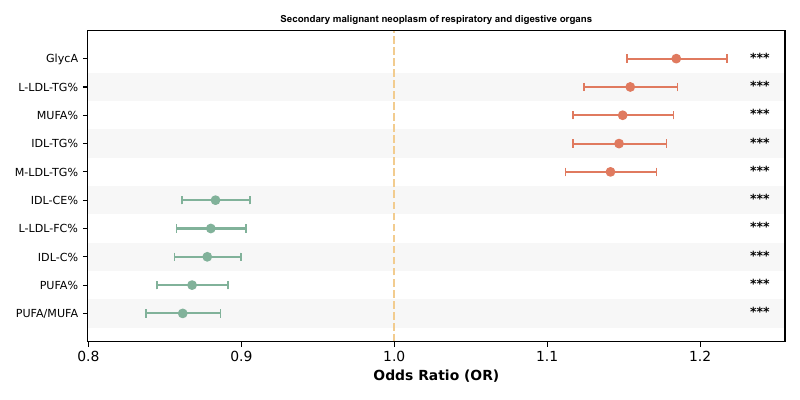 Secondary malignant neoplasm of respiratory and digestive organs
GlycA ***
L-LDL-TG% ***
MUFA% ***
IDL-TG% ***
M-LDL-TG% ***
IDL-CE% ***
L-LDL-FC% ***
IDL-C% ***
PUFA% ***
PUFA/MUFA ***
0.8 0.9 1.0 1.1 1.2
Odds Ratio (OR)